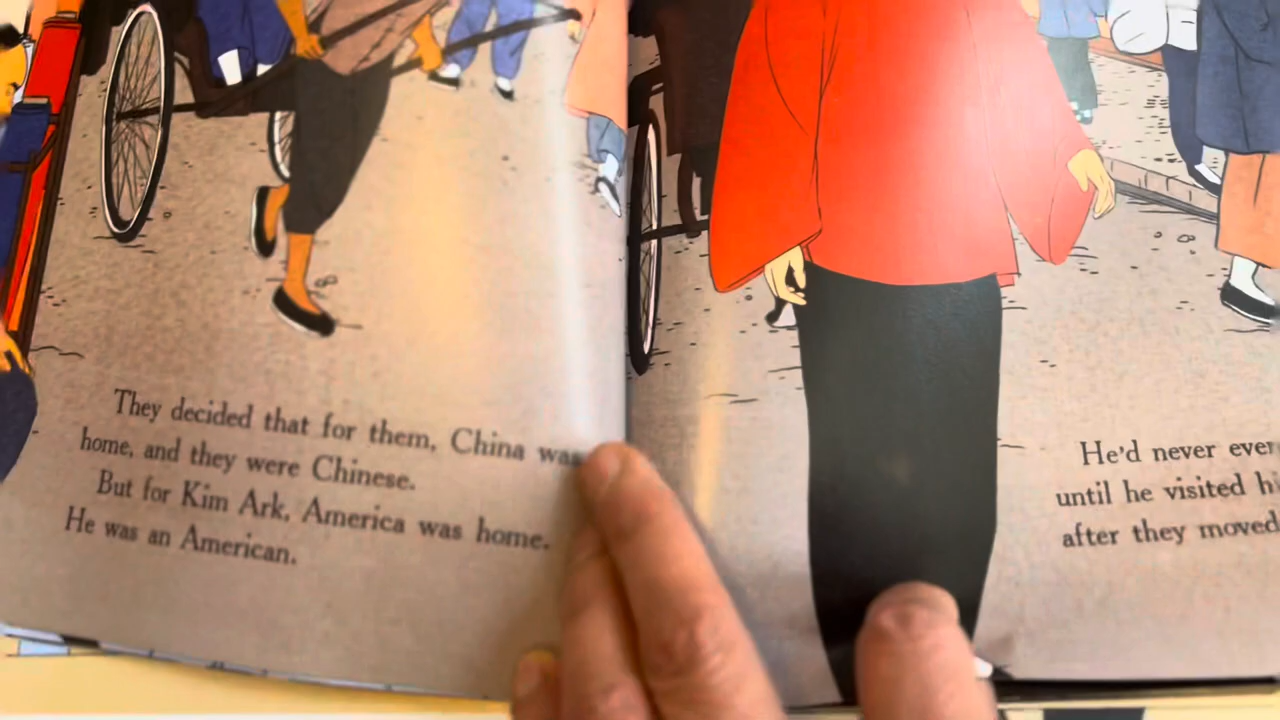 They decided that for them, China was
home, and they were Chinese.
But for Kim Ark, America was home.
He was an American.
He'd never even
until he visited
after they moved